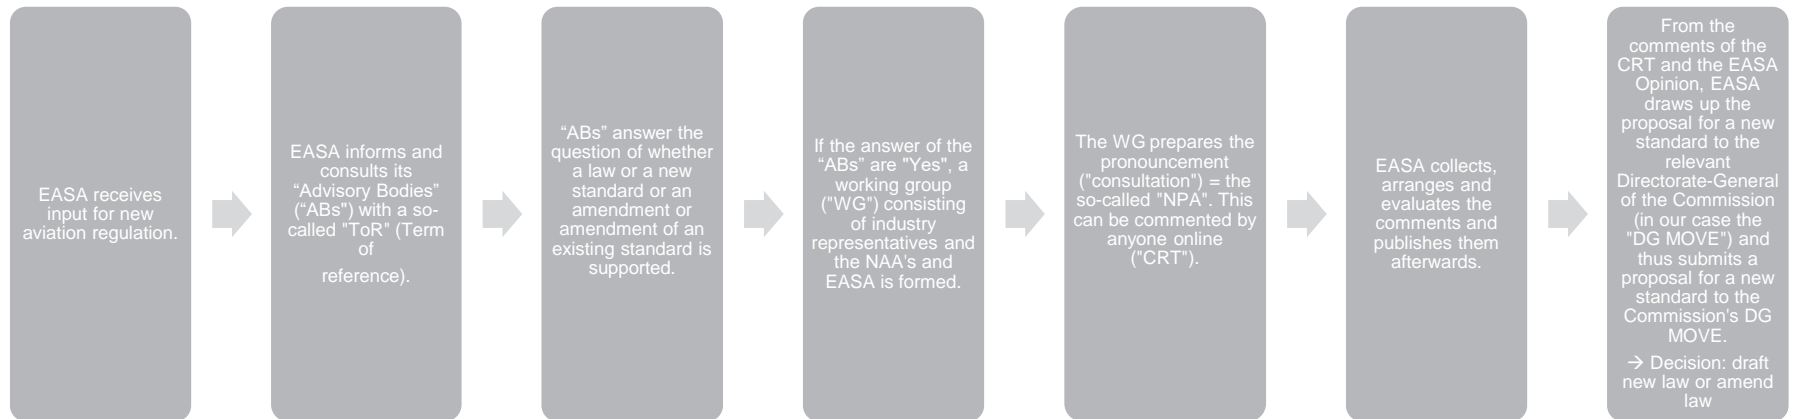 EASA receives
input for new
aviation regulation.
EASA informs and
consults its
“Advisory Bodies”
(“ABs") with a so-
called "ToR" (Term
of
reference).
“ABs” answer the
question of whether
a law or a new
standard or an
amendment or
amendment of an
existing standard is
supported.
If the answer of the
“ABs” are "Yes", a
working group
("WG") consisting
of industry
representatives and
the NAA's and
EASA is formed.
The WG prepares the
pronouncement
("consultation") = the
so-called "NPA". This
can be commented by
anyone online
("CRT").
EASA collects,
arranges and
evaluates the
comments and
publishes them
afterwards.
From the
comments of the
CRT and the EASA
Opinion, EASA
draws up the
proposal for a new
standard to the
relevant
Directorate-General
of the Commission
(in our case the
"DG MOVE") and
thus submits a
proposal for a new
standard to the
Commission's DG
MOVE.
→ Decision: draft
new law or amend
law